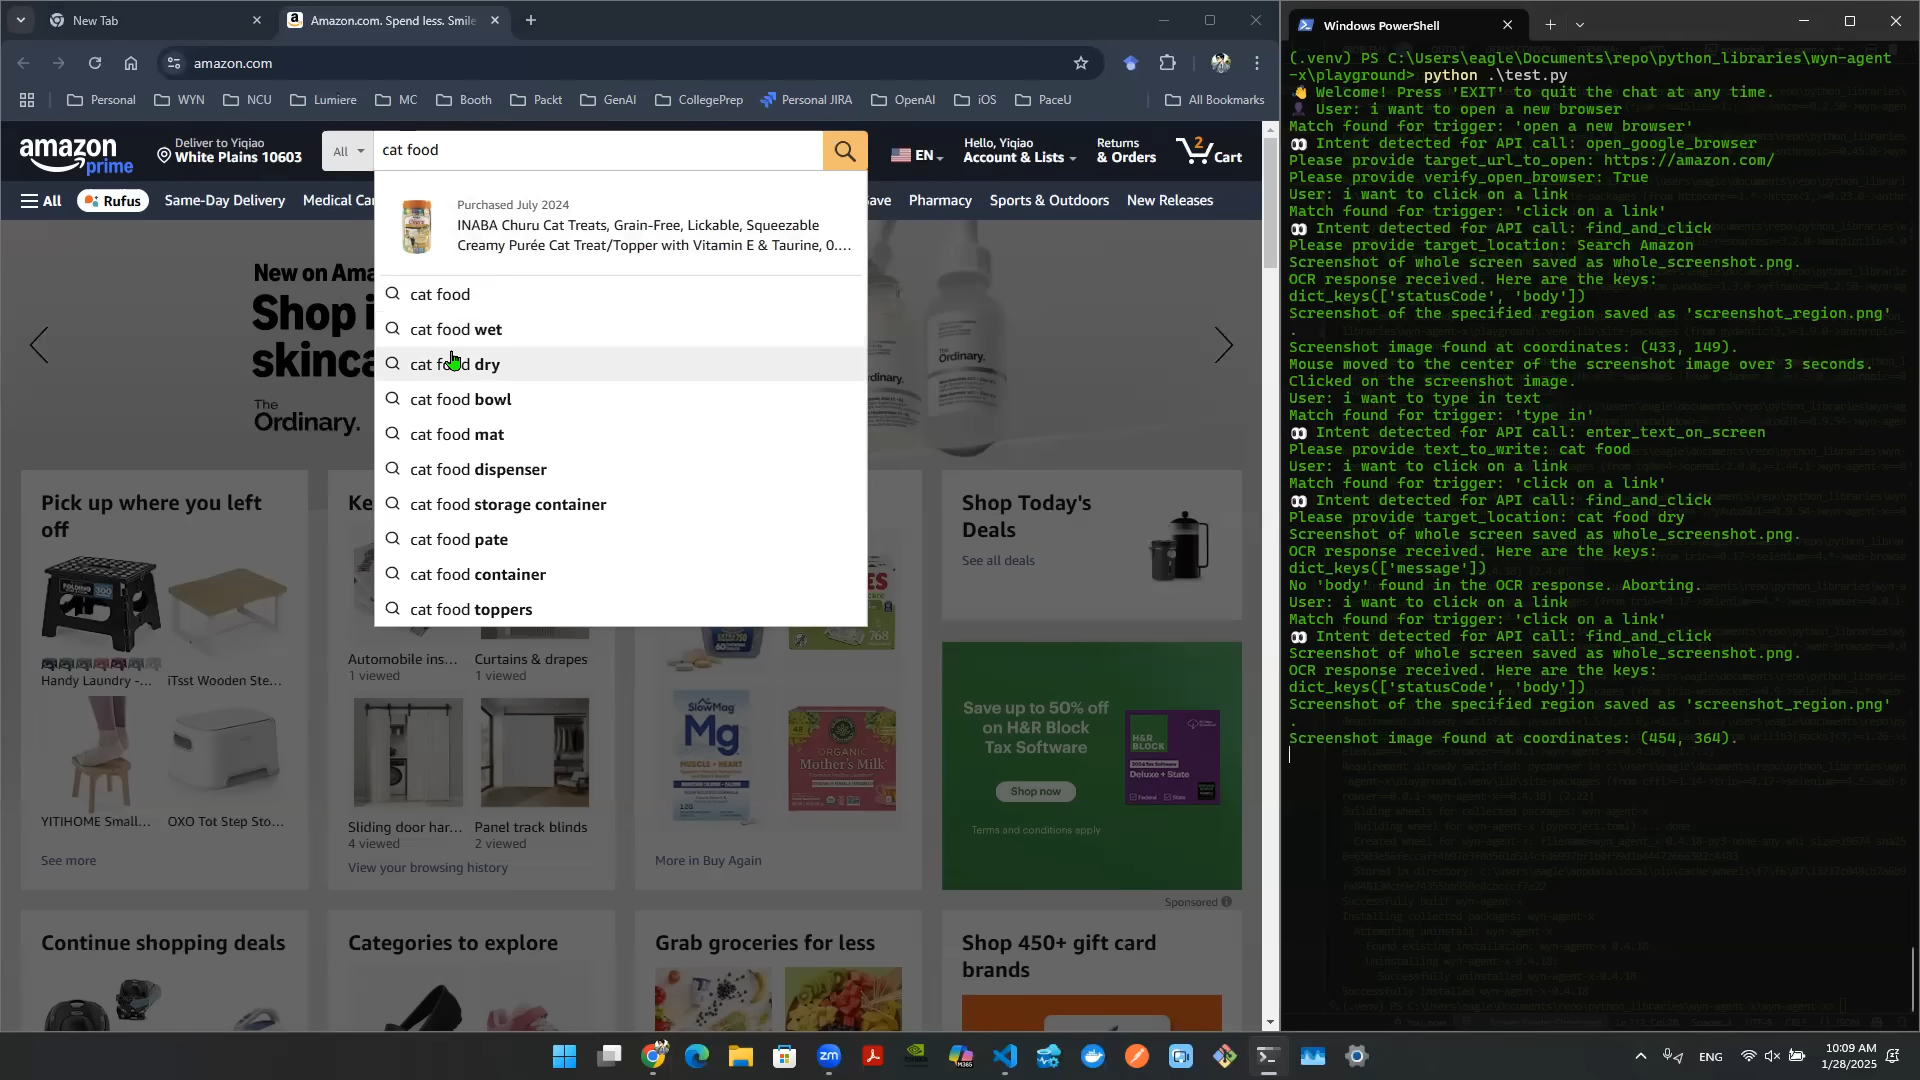 New Tab
Amazon.com. Spend less. Smile
amazon.com
Personal
WYN
NCU
Lumiere
MC
Booth
Packt
GenAI
CollegePrep
Personal JIRA
OpenAI
iOS
PaceU
All Bookmarks
amazon
prime
Deliver to Yiqiao
White Plains 10603
All
cat food
EN
Hello, Yiqiao
Account & Lists
Returns
& Orders
2
Cart
All
Rufus
Same-Day Delivery
Medical Ca
ave
Pharmacy
Sports & Outdoors
New Releases
Purchased July 2024
INABA Churu Cat Treats, Grain-Free, Lickable, Squeezable
Creamy Purée Cat Treat/Topper with Vitamin E & Taurine, 0....
cat food
cat food wet
cat food dry
cat food bowl
cat food mat
cat food dispenser
cat food storage container
cat food pate
cat food container
cat food toppers
New on Ama
Shop i
skinca
The
Ordinary.
The
Ordinary.
Pick up where you left
off
Handy Laundry -...
iTsst Wooden Ste...
YITIHOME Small...
OXO Tot Step Sto...
See more
Ke
Automobile ins...
1 viewed
Curtains & drapes
1 viewed
Sliding door har...
4 viewed
Panel track blinds
2 viewed
View your browsing history
SLOWMAG
Mg
MUSCLE + HEART
ORGANIC
Mother's Milk
768
More in Buy Again
Shop Today's
Deals
See all deals
Save up to 50% off
on H&R Block
Tax Software
H&R
BLOCK
Deluxe + State
Shop now
Terms and conditions apply
Sponsored
Continue shopping deals
Categories to explore
Grab groceries for less
Shop 450+ gift card
brands
Windows PowerShell
(.venv) PS C:\Users\eagle\Documents\repo\python_libraries\wyn-agent
-x\playground> python .\test.py
👋 Welcome! Press 'EXIT' to quit the chat at any time.
👤 User: i want to open a new browser
Match found for trigger: 'open a new browser'
👀 Intent detected for API call: open_google_browser
Please provide target_url_to_open: https://amazon.com/
Please provide verify_open_browser: True
User: i want to click on a link
Match found for trigger: 'click on a link'
👀 Intent detected for API call: find_and_click
Please provide target_location: Search Amazon
Screenshot of whole screen saved as whole_screenshot.png.
OCR response received. Here are the keys:
dict_keys(['statusCode', 'body'])
Screenshot of the specified region saved as 'screenshot_region.png'
.
Screenshot image found at coordinates: (433, 149).
Mouse moved to the center of the screenshot image over 3 seconds.
Clicked on the screenshot image.
User: i want to type in text
Match found for trigger: 'type in'
👀 Intent detected for API call: enter_text_on_screen
Please provide text_to_write: cat food
User: i want to click on a link
Match found for trigger: 'click on a link'
👀 Intent detected for API call: find_and_click
Please provide target_location: cat food dry
Screenshot of whole screen saved as whole_screenshot.png.
OCR response received. Here are the keys:
dict_keys(['message'])
No 'body' found in the OCR response. Aborting.
User: i want to click on a link
Match found for trigger: 'click on a link'
👀 Intent detected for API call: find_and_click
Screenshot of whole screen saved as whole_screenshot.png.
OCR response received. Here are the keys:
dict_keys(['statusCode', 'body'])
Screenshot of the specified region saved as 'screenshot_region.png'
.
Screenshot image found at coordinates: (454, 364).
ENG
10:09 AM
1/28/2025